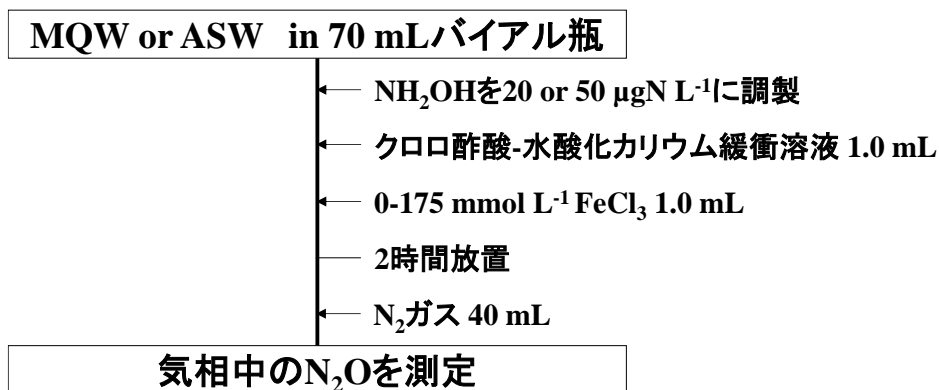 MQW or ASW in 70 mLバイアル瓶
NH₂OHを20 or 50 µgN L⁻¹に調製
クロロ酢酸-水酸化カリウム緩衝溶液 1.0 mL
0-175 mmol L⁻¹ FeCl₃ 1.0 mL
2時間放置
N₂ガス 40 mL
気相中のN₂Oを測定